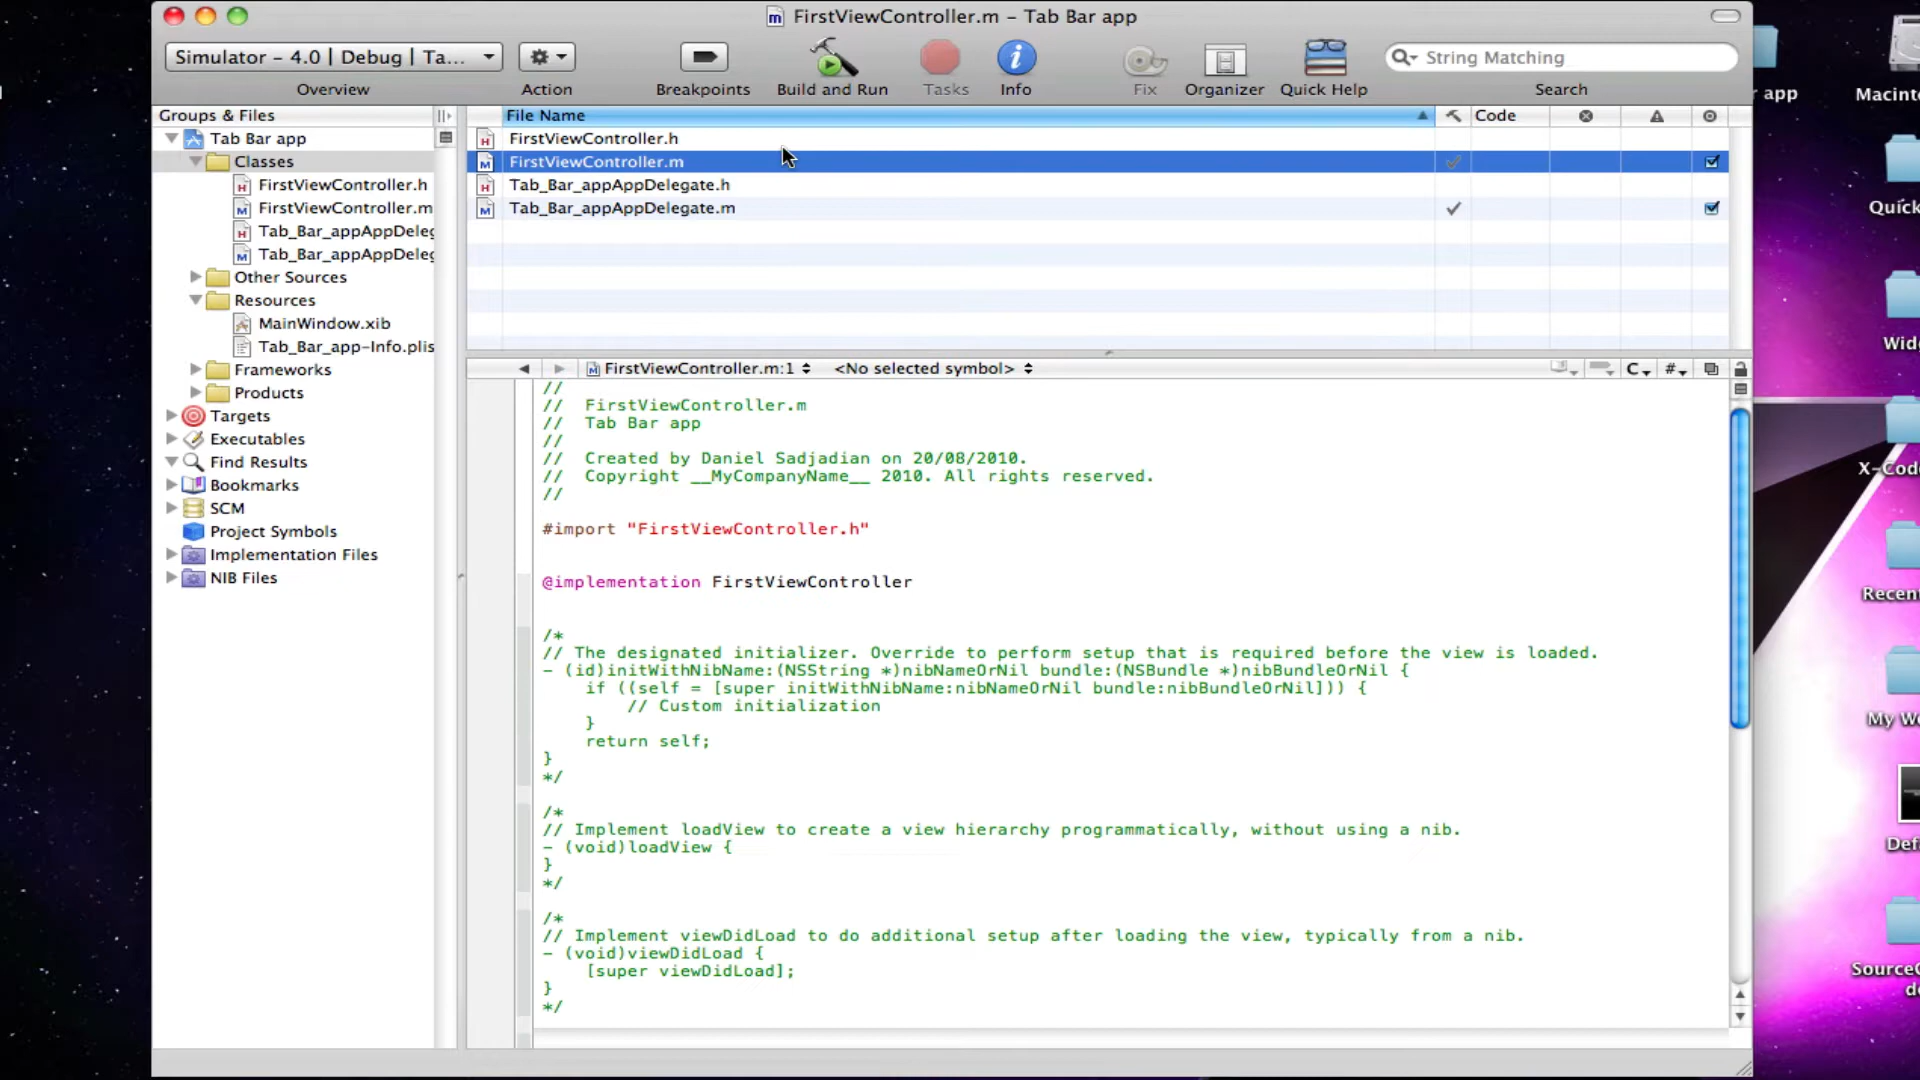 FirstViewController.m – Tab Bar app
Simulator – 4.0 | Debug | Ta...
String Matching
Overview
Action
Breakpoints
Build and Run
Tasks
Info
Fix
Organizer
Quick Help
Search
Groups & Files
Tab Bar app
Classes
FirstViewController.h
FirstViewController.m
Tab_Bar_appAppDeleg
Tab_Bar_appAppDeleg
Other Sources
Resources
MainWindow.xib
Tab_Bar_app-Info.plis
Frameworks
Products
Targets
Executables
Find Results
Bookmarks
SCM
Project Symbols
Implementation Files
NIB Files
File Name
Code
FirstViewController.h
FirstViewController.m
Tab_Bar_appAppDelegate.h
Tab_Bar_appAppDelegate.m
FirstViewController.m:1
<No selected symbol>
C
#
//
//  FirstViewController.m
//  Tab Bar app
//
//  Created by Daniel Sadjadian on 20/08/2010.
//  Copyright __MyCompanyName__ 2010. All rights reserved.
//
#import "FirstViewController.h"
@implementation FirstViewController
/*
// The designated initializer. Override to perform setup that is required before the view is loaded.
- (id)initWithNibName:(NSString *)nibNameOrNil bundle:(NSBundle *)nibBundleOrNil {
    if ((self = [super initWithNibName:nibNameOrNil bundle:nibBundleOrNil])) {
        // Custom initialization
    }
    return self;
}
*/
/*
// Implement loadView to create a view hierarchy programmatically, without using a nib.
- (void)loadView {
}
*/
/*
// Implement viewDidLoad to do additional setup after loading the view, typically from a nib.
- (void)viewDidLoad {
    [super viewDidLoad];
}
*/
app
Macint
Quick
Wid
X-Cod
Recen
My W
Def
Source
d